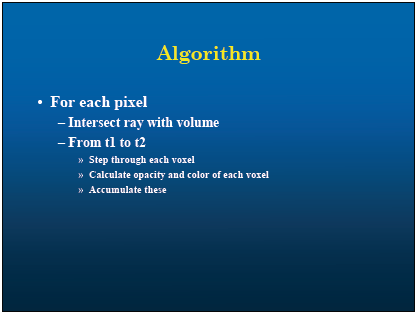 Algorithm
• For each pixel
– Intersect ray with volume
– From t1 to t2
» Step through each voxel
» Calculate opacity and color of each voxel
» Accumulate these